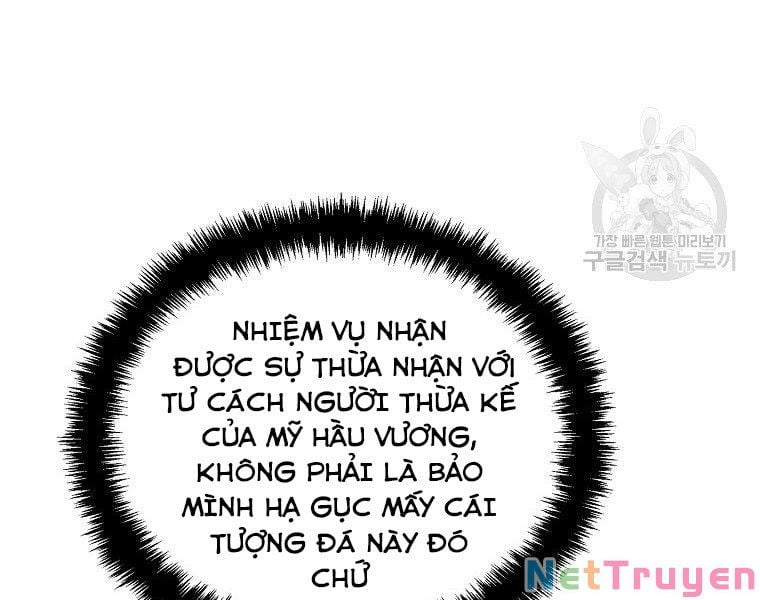 가장 빠른 웹툰 미리보기
구글검색 뉴토끼
NHIỆM VỤ NHẬN
ĐƯỢC SỰ THỪA NHẬN VỚI
TƯ CÁCH NGƯỜI THỪA KẾ
CỦA MỸ HẦU VƯƠNG,
KHÔNG PHẢI LÀ BẢO
MÌNH HẠ GỤC MẤY CÁI
TƯỢNG ĐÁ NÀY ĐÓ
CHỨ
NetTruyen